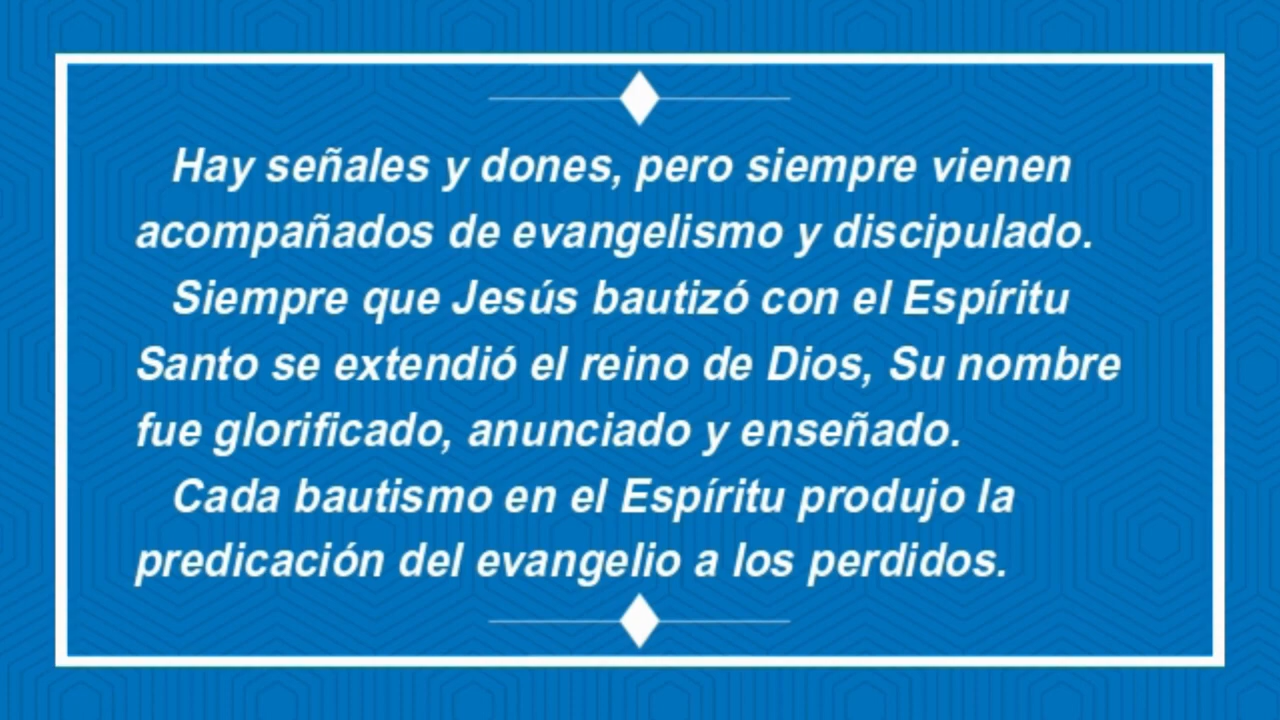 Hay señales y dones, pero siempre vienen
acompañados de evangelismo y discipulado.
Siempre que Jesús bautizó con el Espíritu
Santo se extendió el reino de Dios, Su nombre
fue glorificado, anunciado y enseñado.
Cada bautismo en el Espíritu produjo la
predicación del evangelio a los perdidos.